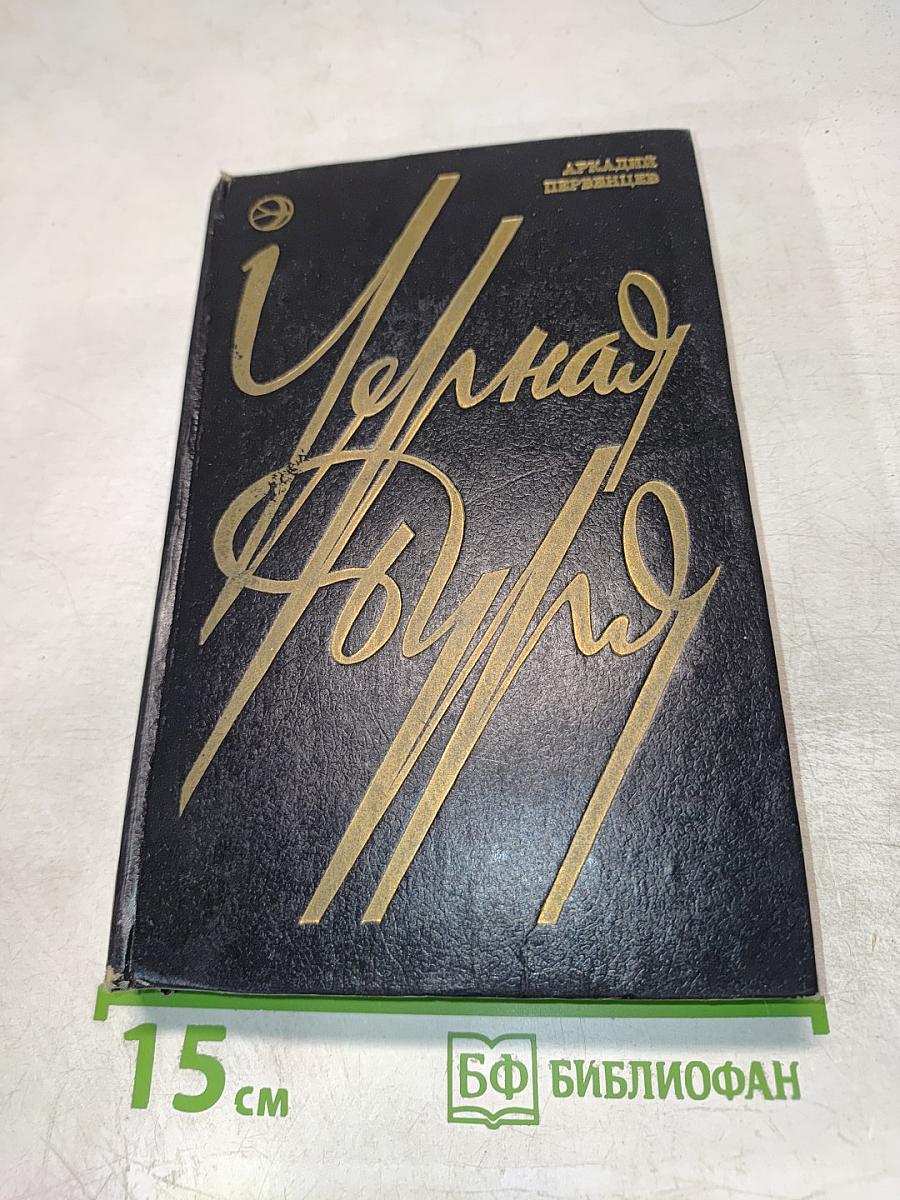 АРКАДИЙ
ПЕРВЕНЦЕВ
Черная
буря
15 см
БФ БИБЛИОФАН